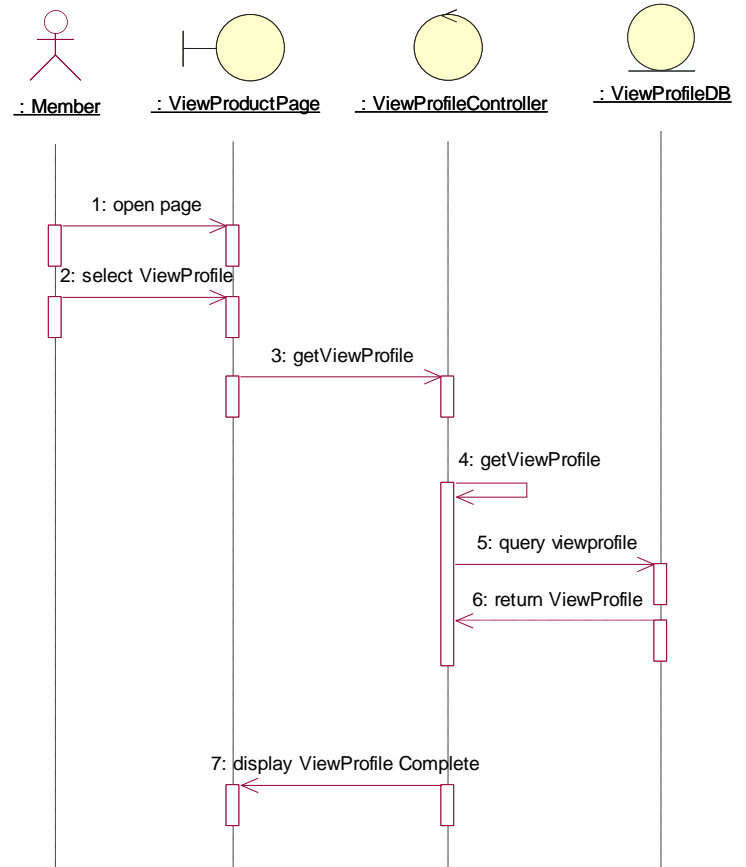 : Member
: ViewProductPage
: ViewProfileController
: ViewProfileDB
1: open page
2: select ViewProfile
3: getViewProfile
4: getViewProfile
5: query viewprofile
6: return ViewProfile
7: display ViewProfile Complete